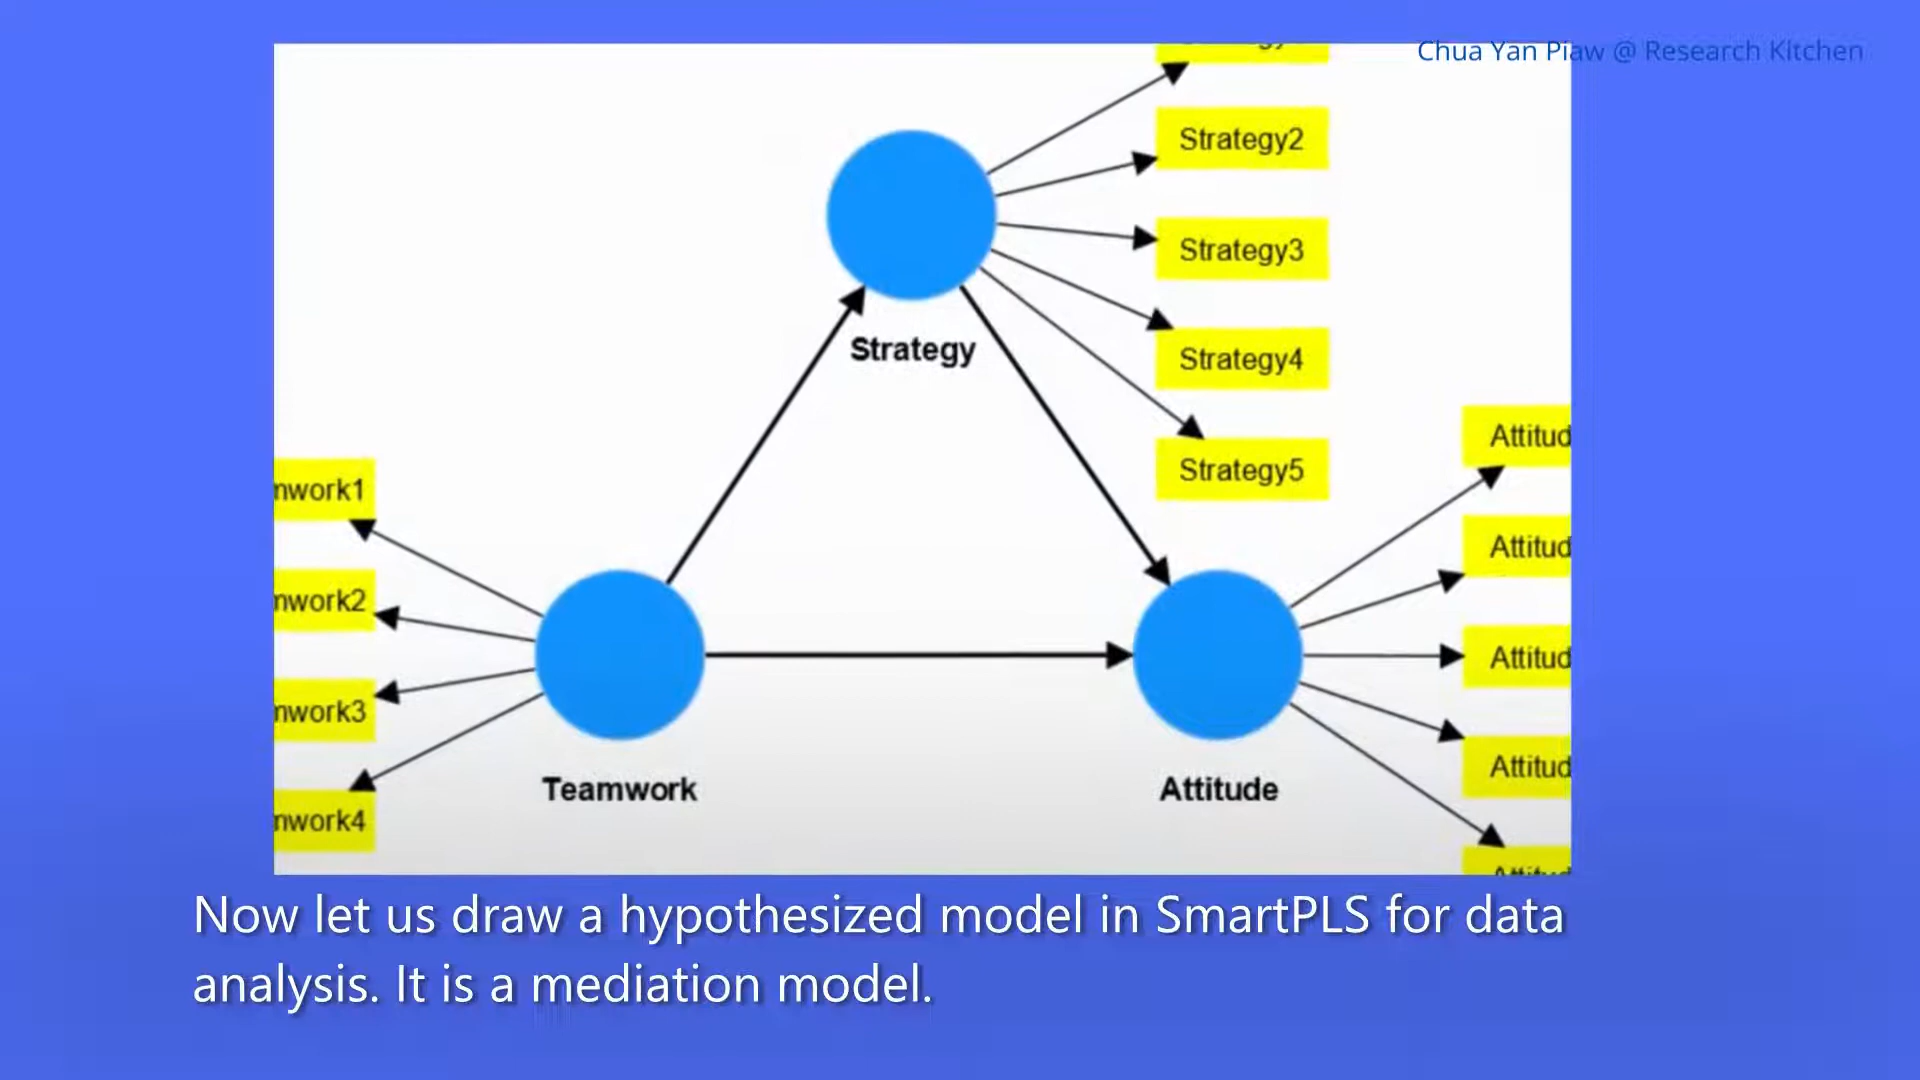 Chua Yan Piaw @ Research Kitchen
Strategy2
Strategy3
Strategy
Strategy4
Attitud
Strategy5
nwork1
Attitud
nwork2
Attitud
nwork3
Attitud
Teamwork
Attitude
nwork4
Now let us draw a hypothesized model in SmartPLS for data
analysis. It is a mediation model.